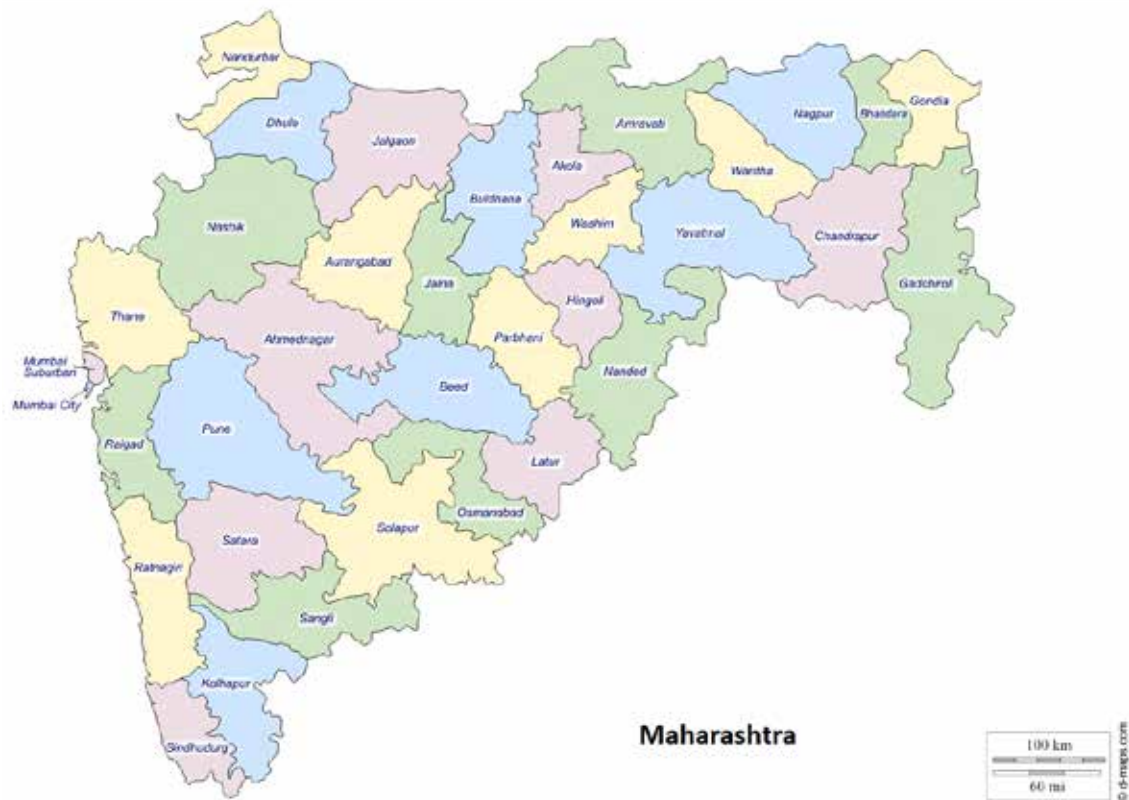 Nandurbar
Dhule
Jalgaon
Buldhana
Akola
Amravati
Nagpur
Bhandara
Gondia
Wardha
Nashik
Aurangabad
Jalna
Washim
Yavatmal
Chandrapur
Gadchiroli
Thane
Ahmednagar
Parbhani
Hingoli
Mumbai
Suburban
Mumbai City
Beed
Nanded
Raigad
Pune
Latur
Osmanabad
Solapur
Satara
Ratnagiri
Sangli
Kolhapur
Sindhudurg
Maharashtra
100 km
60 mi
© d-maps.com